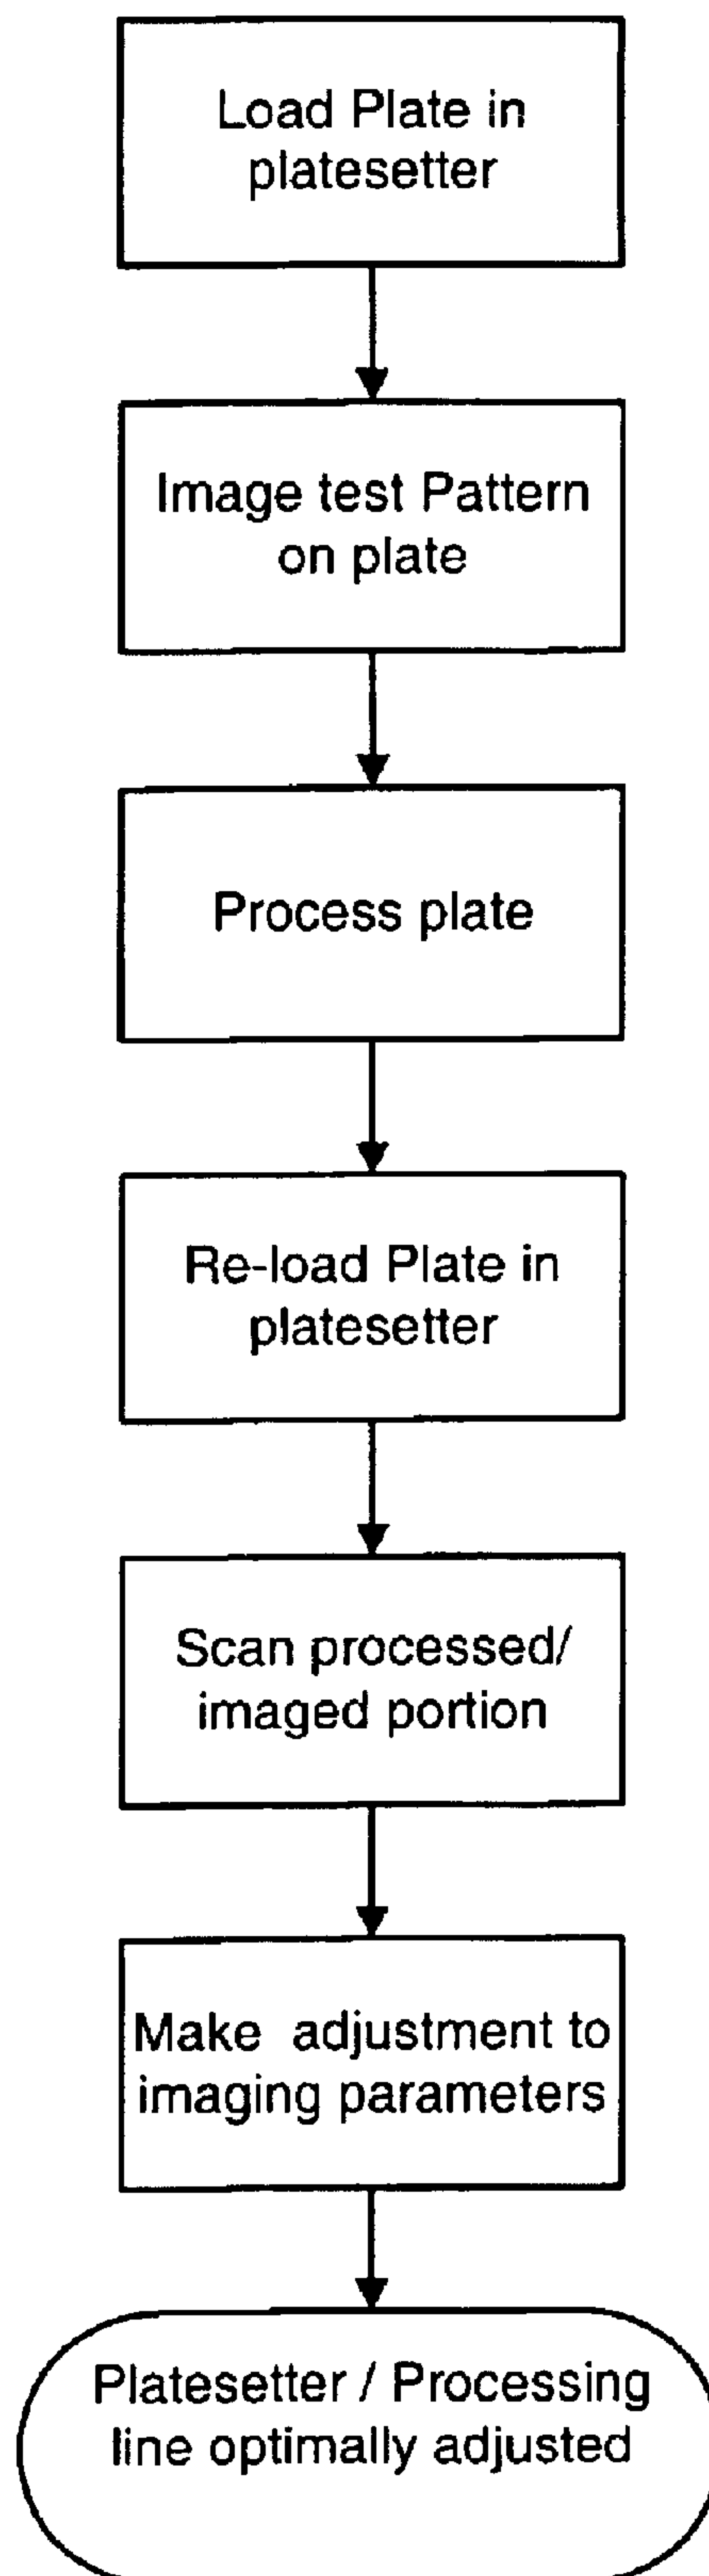 Load Plate in
platesetter
Image test Pattern
on plate
Process plate
Re-load Plate in
platesetter
Scan processed/
imaged portion
Make adjustment to
imaging parameters
Platesetter / Processing
line optimally adjusted